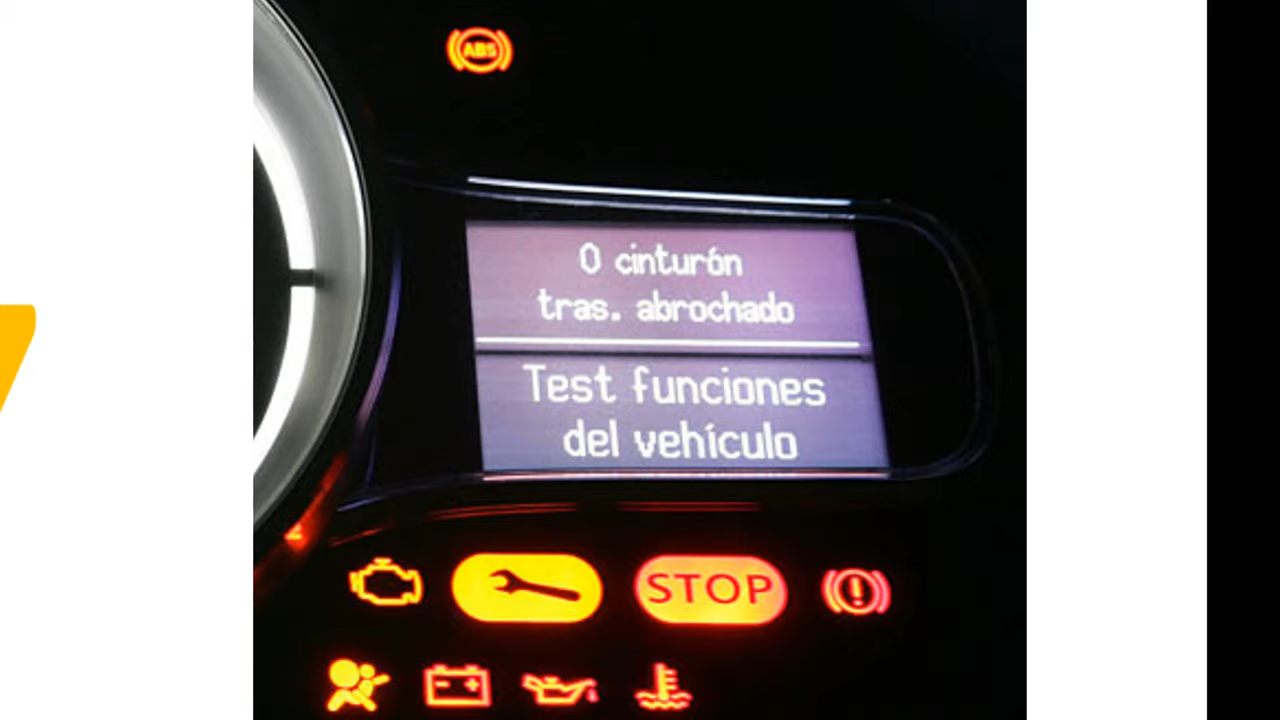 ABS
0 cinturón
tras. abrochado
Test funciones
del vehículo
STOP